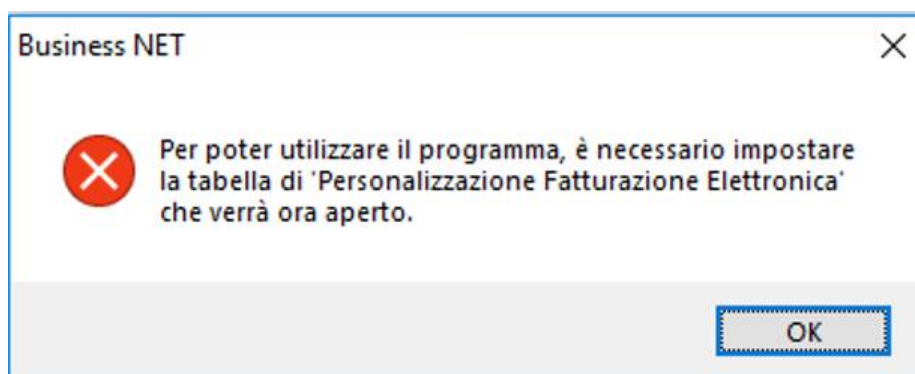 Business NET
Per poter utilizzare il programma, è necessario impostare
la tabella di 'Personalizzazione Fatturazione Elettronica'
che verrà ora aperto.
OK